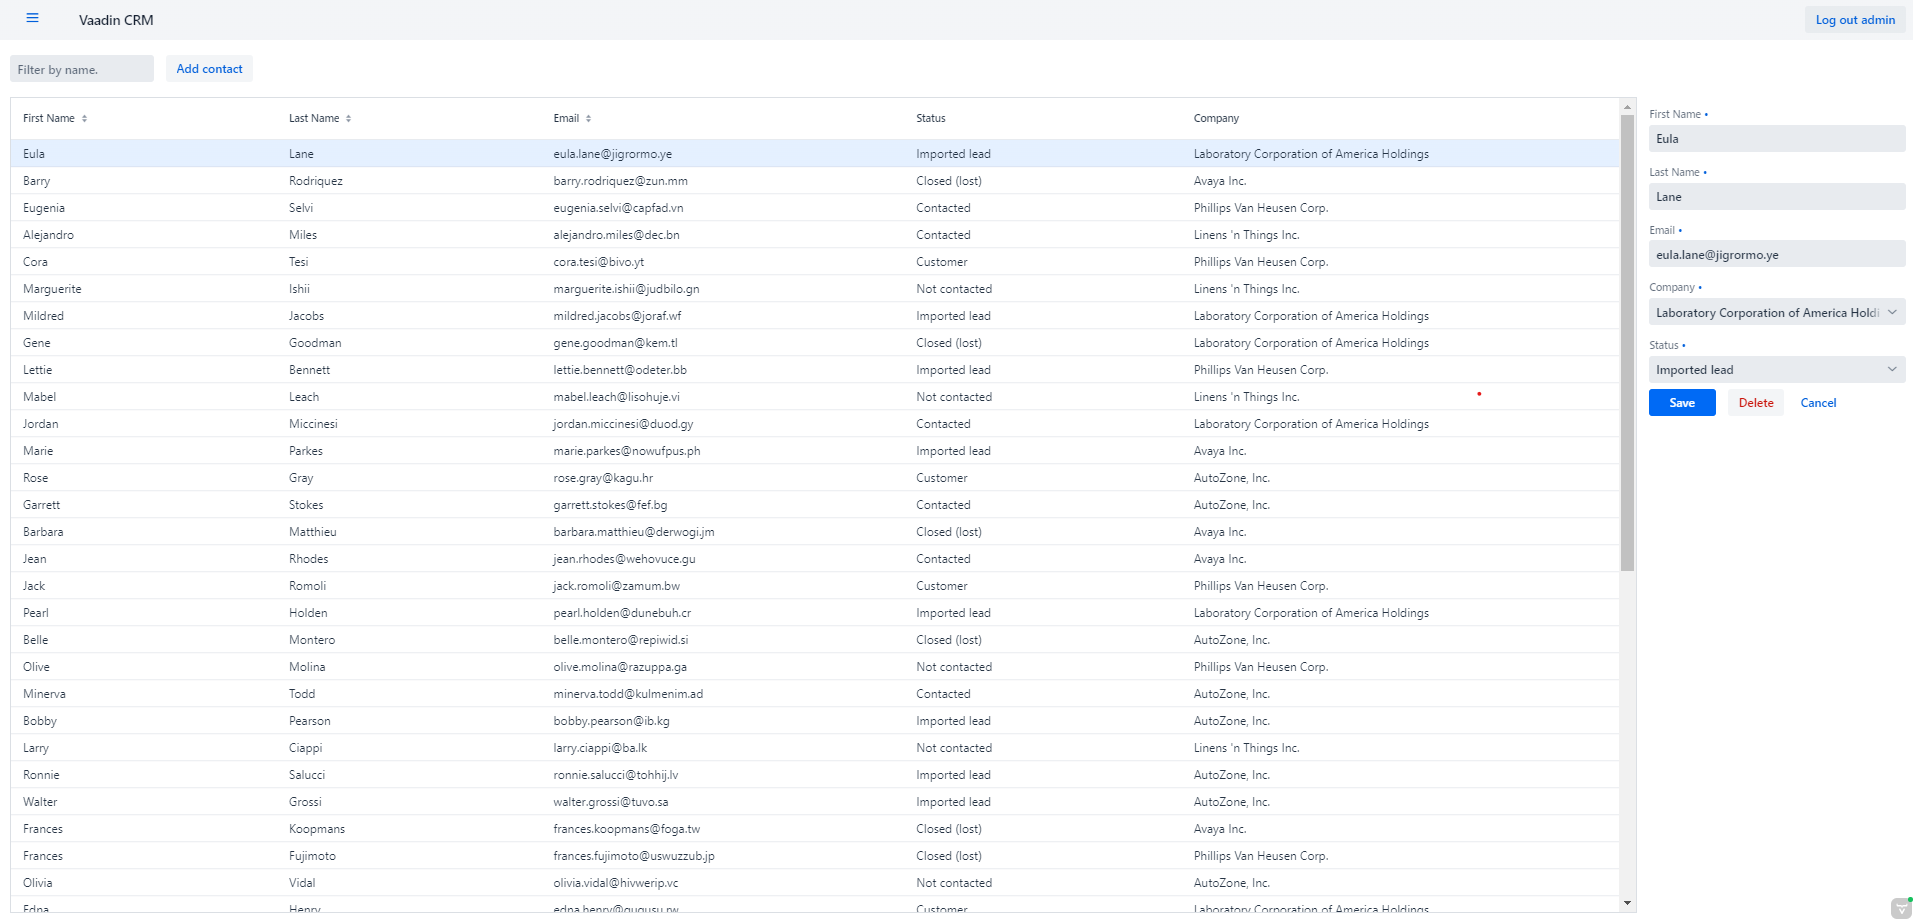 Vaadin CRM
Log out admin
Filter by name.
Add contact
First Name Last Name Email Status Company
Eula Lane eula.lane@jigrormo.ye Imported lead Laboratory Corporation of America Holdings
Barry Rodriquez barry.rodriquez@zun.mm Closed (lost) Avaya Inc.
Eugenia Selvi eugenia.selvi@capfad.vn Contacted Phillips Van Heusen Corp.
Alejandro Miles alejandro.miles@dec.bn Contacted Linens 'n Things Inc.
Cora Tesi cora.tesi@bivo.yt Customer Phillips Van Heusen Corp.
Marguerite Ishii marguerite.ishii@judbilo.gn Not contacted Linens 'n Things Inc.
Mildred Jacobs mildred.jacobs@joraf.wf Imported lead Laboratory Corporation of America Holdings
Gene Goodman gene.goodman@kem.tl Closed (lost) Laboratory Corporation of America Holdings
Lettie Bennett lettie.bennett@odeter.bb Imported lead Phillips Van Heusen Corp.
Mabel Leach mabel.leach@lisohuje.vi Not contacted Linens 'n Things Inc.
Jordan Miccinesi jordan.miccinesi@duod.gy Contacted Laboratory Corporation of America Holdings
Marie Parkes marie.parkes@nowufpus.ph Imported lead Avaya Inc.
Rose Gray rose.gray@kagu.hr Customer AutoZone, Inc.
Garrett Stokes garrett.stokes@fef.bg Contacted AutoZone, Inc.
Barbara Matthieu barbara.matthieu@derwogi.jm Closed (lost) Avaya Inc.
Jean Rhodes jean.rhodes@wehovuce.gu Contacted Avaya Inc.
Jack Romoli jack.romoli@zamum.bw Customer Phillips Van Heusen Corp.
Pearl Holden pearl.holden@dunebuh.cr Imported lead Laboratory Corporation of America Holdings
Belle Montero belle.montero@repiwid.si Closed (lost) AutoZone, Inc.
Olive Molina olive.molina@razuppa.ga Not contacted Phillips Van Heusen Corp.
Minerva Todd minerva.todd@kulmenim.ad Contacted AutoZone, Inc.
Bobby Pearson bobby.pearson@ib.kg Imported lead AutoZone, Inc.
Larry Ciappi larry.ciappi@ba.lk Not contacted Linens 'n Things Inc.
Ronnie Salucci ronnie.salucci@tohhij.lv Imported lead AutoZone, Inc.
Walter Grossi walter.grossi@tuvo.sa Imported lead AutoZone, Inc.
Frances Koopmans frances.koopmans@foga.tw Closed (lost) Avaya Inc.
Frances Fujimoto frances.fujimoto@uswuzzub.jp Closed (lost) Phillips Van Heusen Corp.
Olivia Vidal olivia.vidal@hivwerip.vc Not contacted AutoZone, Inc.
Edna Henry edna.henry@gugusu.rw Customer Laboratory Corporation of America Holdings
First Name •
Eula
Last Name •
Lane
Email •
eula.lane@jigrormo.ye
Company •
Laboratory Corporation of America Holdi
Status •
Imported lead
Save Delete Cancel